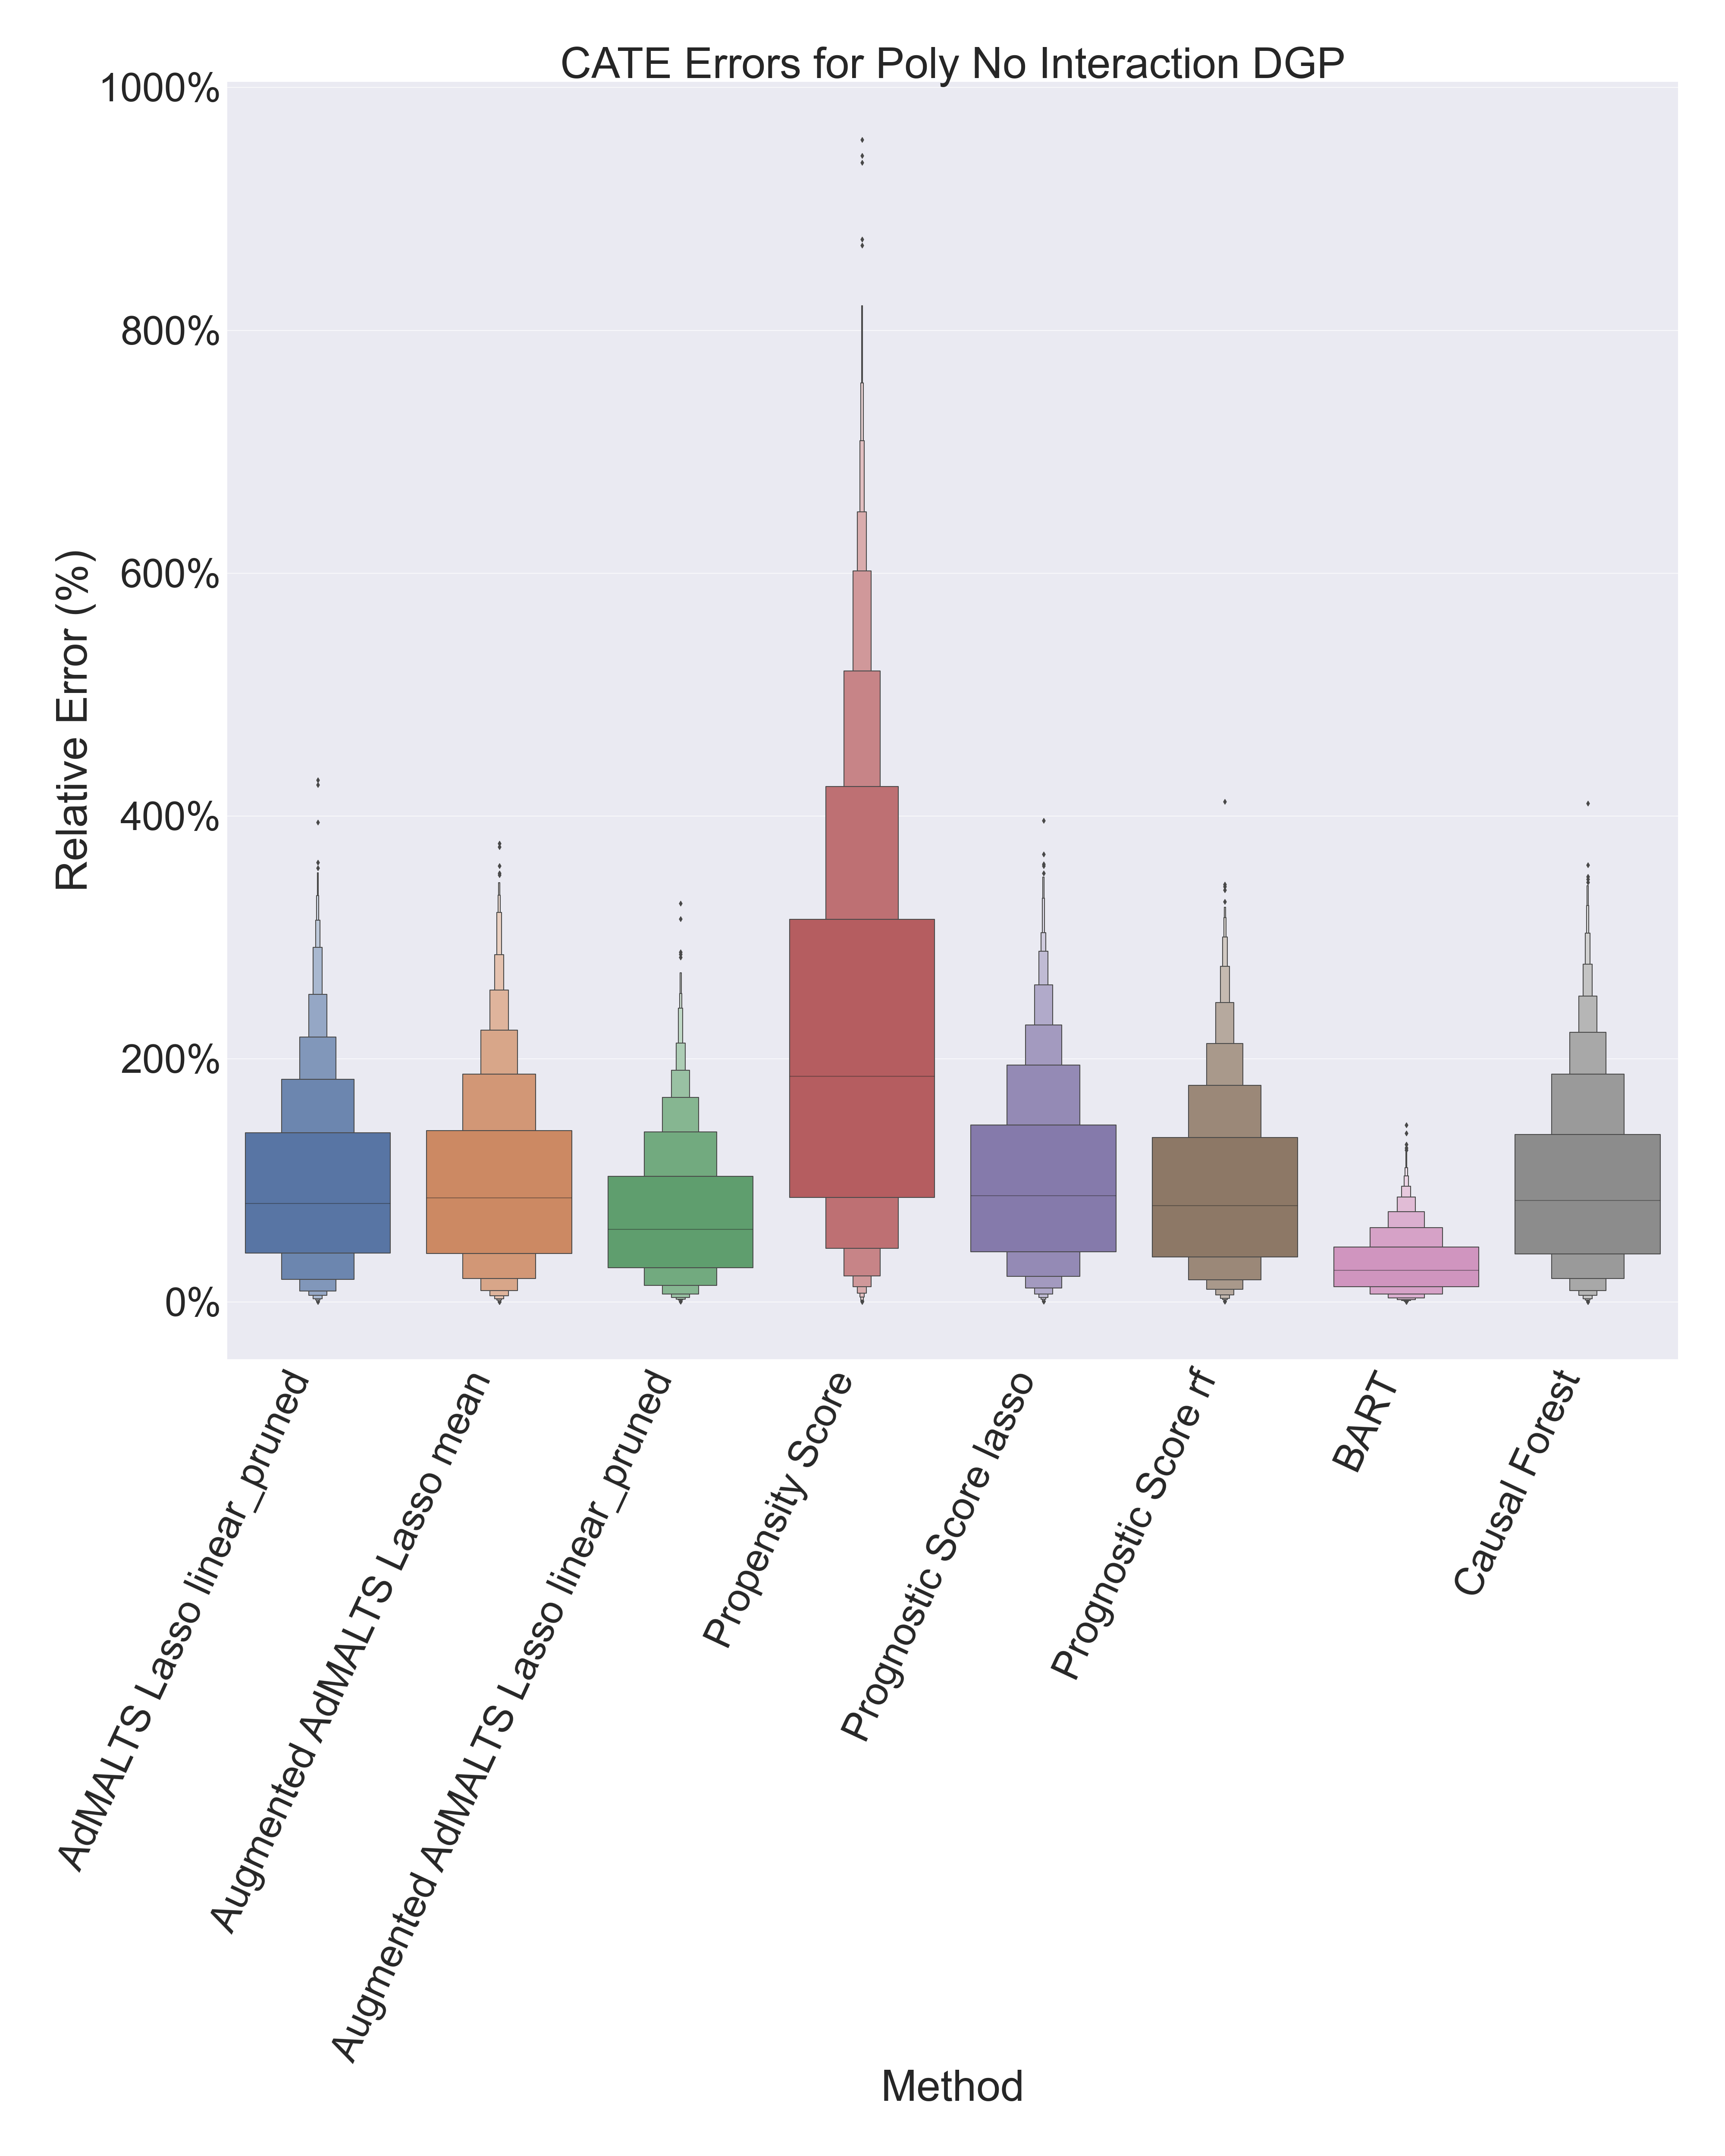 CATE Errors for Poly No Interaction DGP
1000%
800%
600%
400%
200%
0%
Relative Error (%)
AdMALTS Lasso linear_pruned
Augmented AdMALTS Lasso mean
Augmented AdMALTS Lasso linear_pruned
Propensity Score
Prognostic Score lasso
Prognostic Score rf
BART
Causal Forest
Method